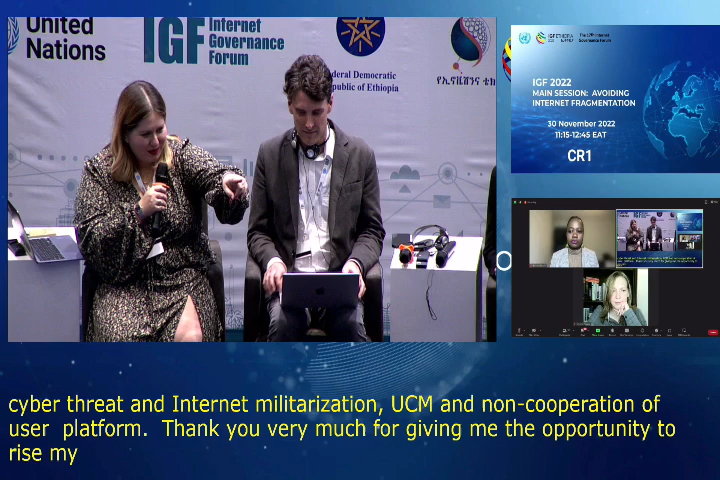 United
Nations
IGF
Internet
Governance
Forum
Federal Democratic
Republic of Ethiopia
የኢኖቬሽንና ቴክ
IGF 2022
MAIN SESSION: AVOIDING
INTERNET FRAGMENTATION
30 November 2022
11:15-12:45 EAT
CR1
cyber threat and Internet militarization, UCM and non-cooperation of
user platform. Thank you very much for giving me the opportunity to
rise my